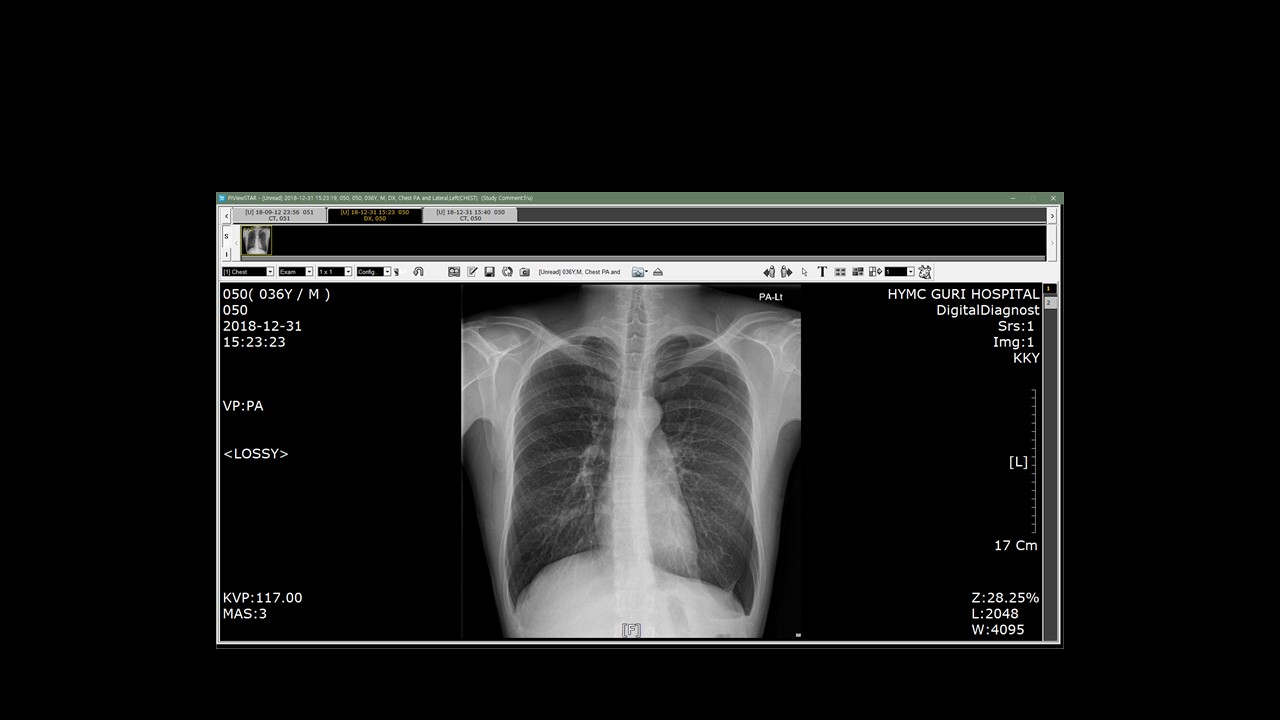 PiViewSTAR - [Unread] 2018-12-31 15:23:19, 050, 050, 036Y, M, DX, Chest PA and Lateral,Left(CHEST) (Study Comment:f/u)
[U] 18-09-12 23:56 051
CT, 051
[U] 18-12-31 15:23 050
DX, 050
[U] 18-12-31 15:40 050
CT, 050
S
I
[1] Chest
Exam
1 x 1
Config.
[Unread] 036Y,M, Chest PA and
T
1
050( 036Y / M )
050
2018-12-31
15:23:23
VP:PA
<LOSSY>
KVP:117.00
MAS:3
PA-Lt
[F]
HYMC GURI HOSPITAL
DigitalDiagnost
Srs:1
Img:1
KKY
[L]
17 Cm
Z:28.25%
L:2048
W:4095
1
2